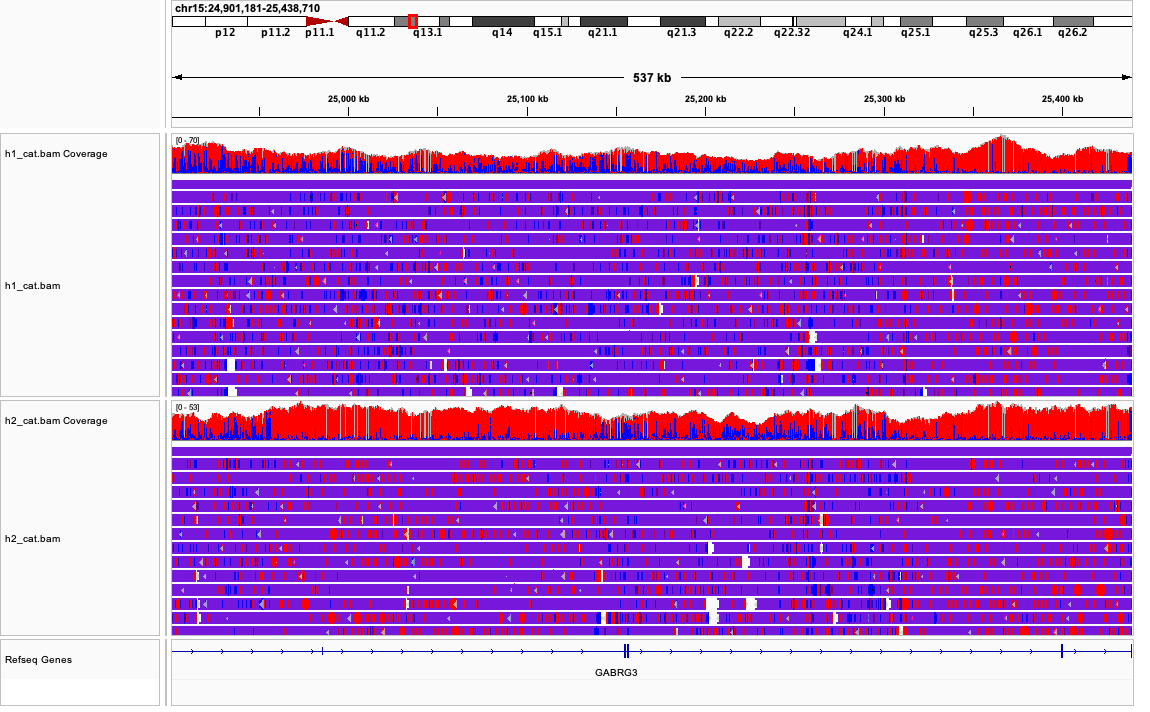 chr15:24,901,181-25,438,710
p12 p11.2 p11.1 q11.2 q13.1 q14 q15.1 q21.1 q21.3 q22.2 q22.32 q24.1 q25.1 q25.3 q26.1 q26.2
537 kb
25,000 kb 25,100 kb 25,200 kb 25,300 kb 25,400 kb
[0 - 70]
h1_cat.bam Coverage
h1_cat.bam
[0 - 53]
h2_cat.bam Coverage
h2_cat.bam
Refseq Genes
GABRG3